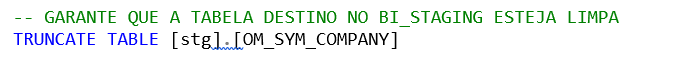 -- GARANTE QUE A TABELA DESTINO NO BI_STAGING ESTEJA LIMPA
TRUNCATE TABLE [stg].[OM_SYM_COMPANY]